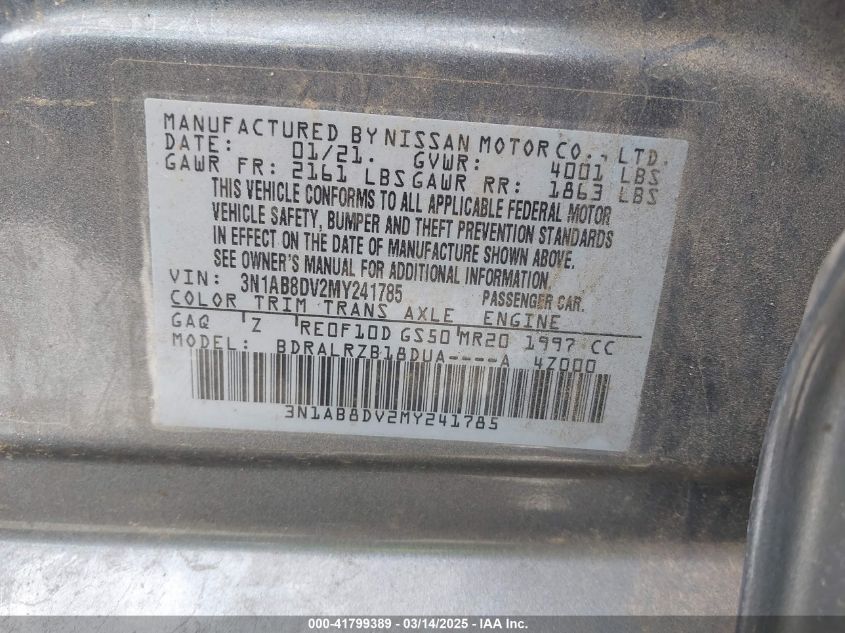 MANUFACTURED BY NISSAN MOTOR CO., LTD.
DATE: 01/21. GVWR: 4001 LBS
GAWR FR: 2161 LBS GAWR RR: 1863 LBS
THIS VEHICLE CONFORMS TO ALL APPLICABLE FEDERAL MOTOR
VEHICLE SAFETY, BUMPER AND THEFT PREVENTION STANDARDS
IN EFFECT ON THE DATE OF MANUFACTURE SHOWN ABOVE.
SEE OWNER'S MANUAL FOR ADDITIONAL INFORMATION.
VIN: 3N1AB8DV2MY241785 PASSENGER CAR.
COLOR TRIM TRANS AXLE ENGINE
GAQ Z RE0F10D GS50 MR20 1997 CC
MODEL: BDRALRZB18DUA----A 4Z000
3N1AB8DV2MY241785
000-41799389 - 03/14/2025 - IAAI.com.